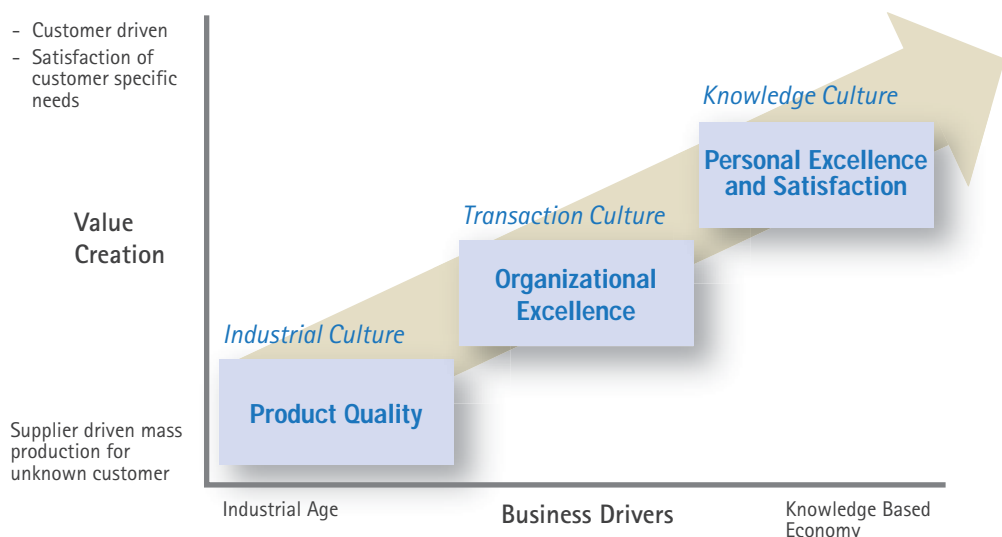 - Customer driven
- Satisfaction of
customer specific
needs
Knowledge Culture
Personal Excellence
and Satisfaction
Value
Creation
Transaction Culture
Organizational
Excellence
Industrial Culture
Product Quality
Supplier driven mass
production for
unknown customer
Industrial Age
Business Drivers
Knowledge Based
Economy